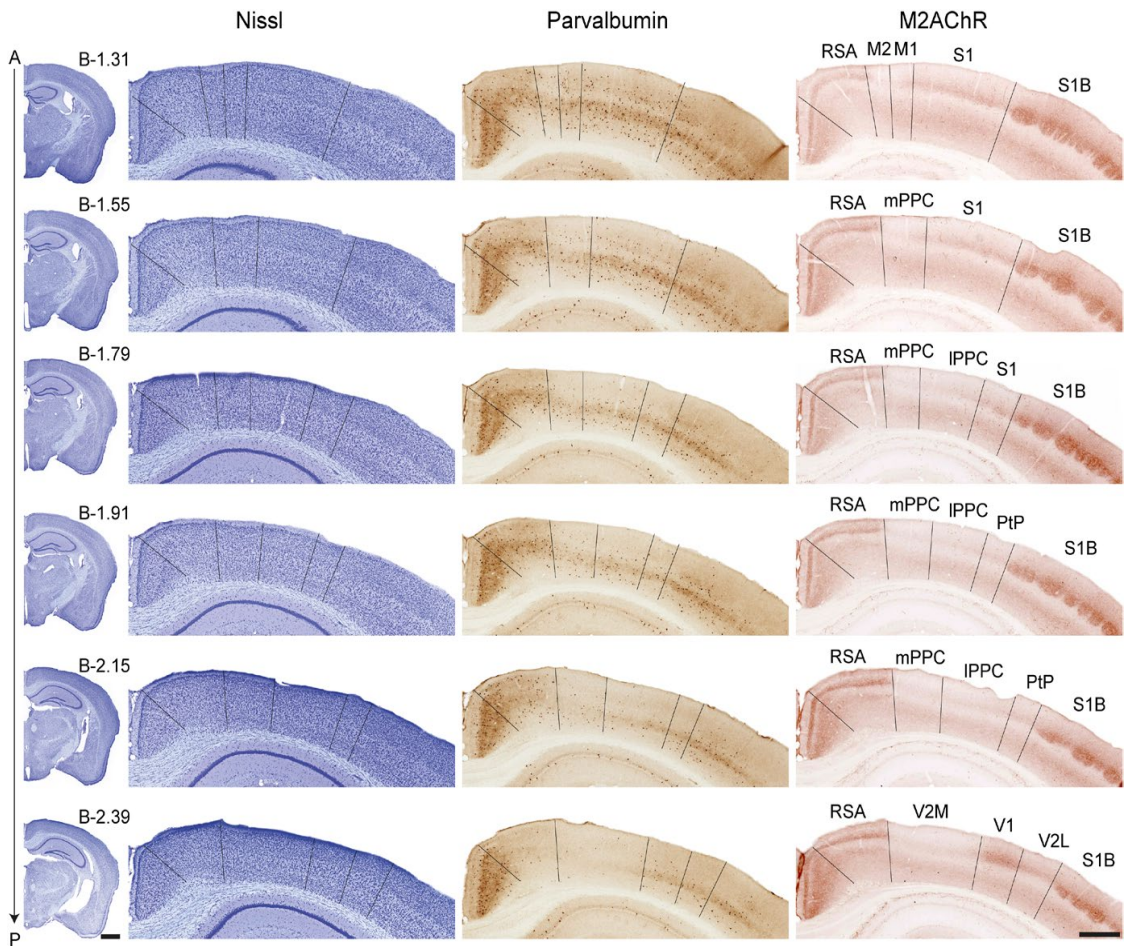 Nissl Parvalbumin M2AChR
A
B-1.31 RSA M2 M1 S1 S1B
B-1.55 RSA mPPC S1 S1B
B-1.79 RSA mPPC lPPC S1 S1B
B-1.91 RSA mPPC lPPC PtP S1B
B-2.15 RSA mPPC lPPC PtP S1B
B-2.39 RSA V2M V1 V2L S1B
P